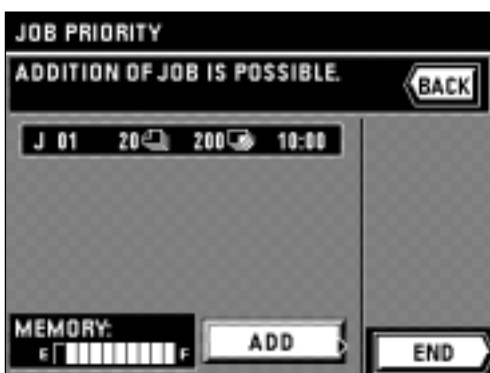 JOB PRIORITY
ADDITION OF JOB IS POSSIBLE.
BACK
J 01 20 200 10:00
MEMORY:
E F
ADD
END